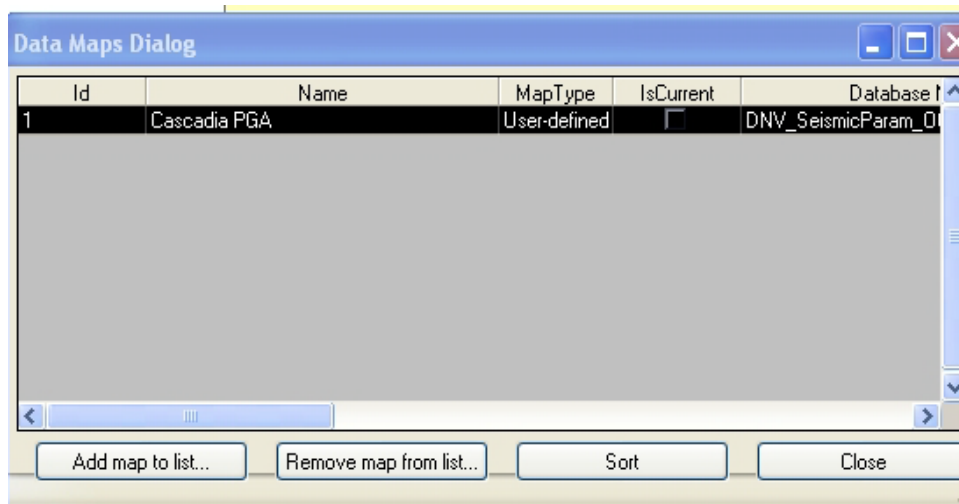 Data Maps Dialog
Id Name MapType IsCurrent Database
1 Cascadia PGA User-defined
Add map to list... Remove map from list... Sort Close